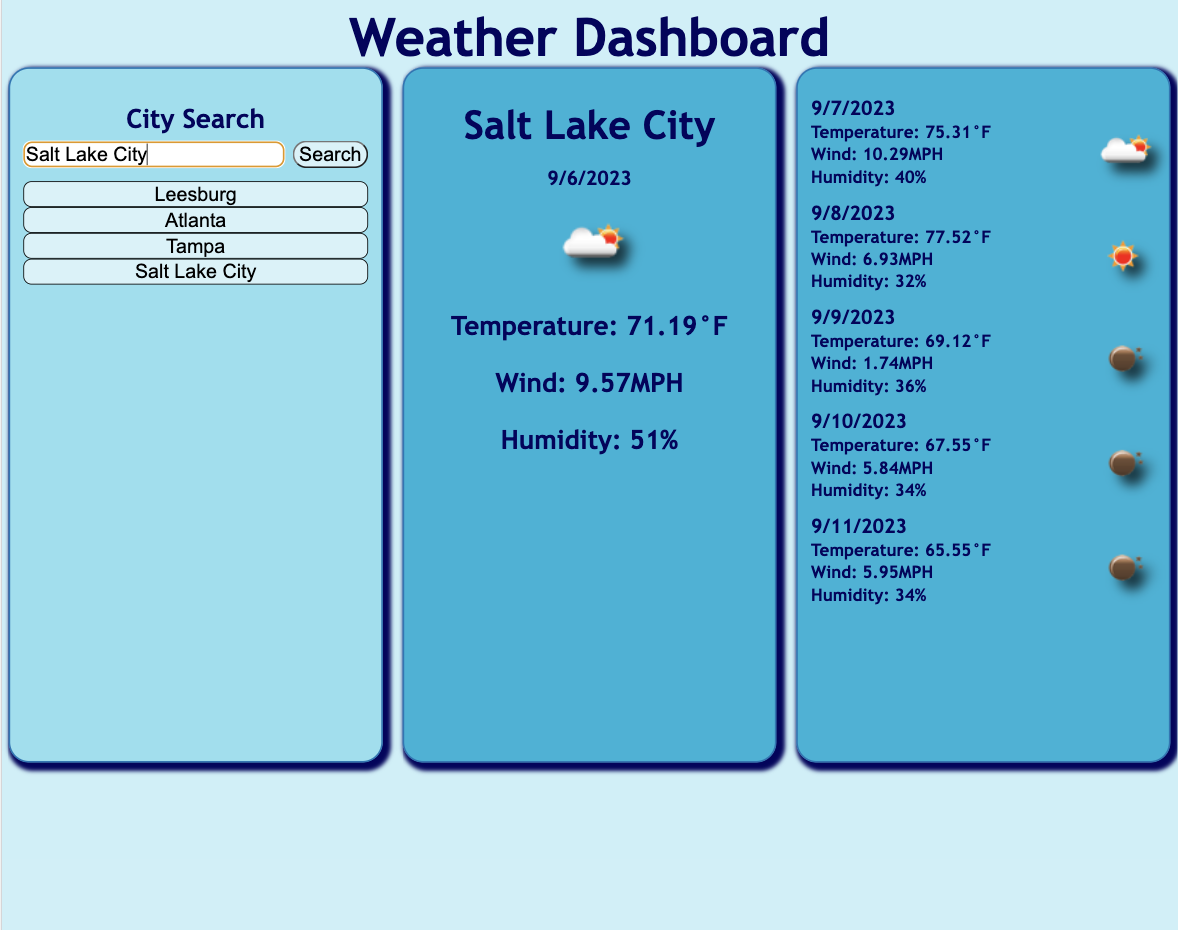 Weather Dashboard
City Search
Salt Lake City
Search
Leesburg
Atlanta
Tampa
Salt Lake City
Salt Lake City
9/6/2023
Temperature: 71.19°F
Wind: 9.57MPH
Humidity: 51%
9/7/2023
Temperature: 75.31°F
Wind: 10.29MPH
Humidity: 40%
9/8/2023
Temperature: 77.52°F
Wind: 6.93MPH
Humidity: 32%
9/9/2023
Temperature: 69.12°F
Wind: 1.74MPH
Humidity: 36%
9/10/2023
Temperature: 67.55°F
Wind: 5.84MPH
Humidity: 34%
9/11/2023
Temperature: 65.55°F
Wind: 5.95MPH
Humidity: 34%